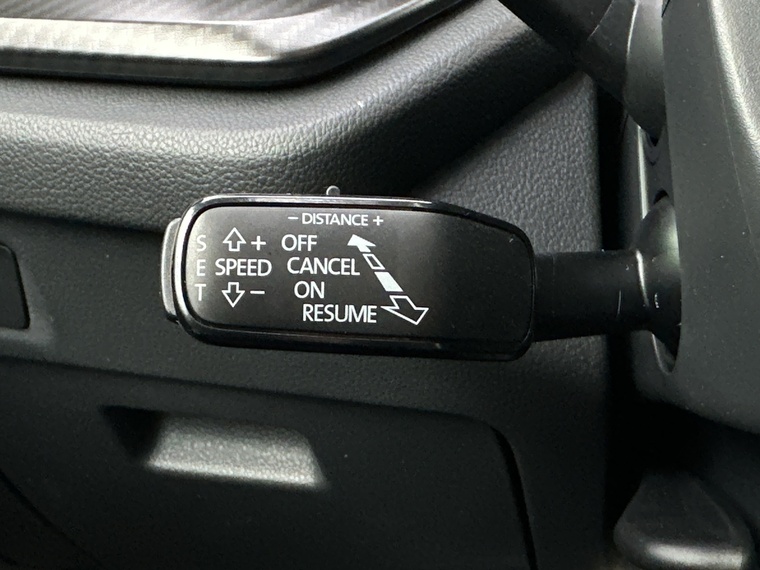 - DISTANCE +
S + OFF
E SPEED CANCEL
T - ON
RESUME